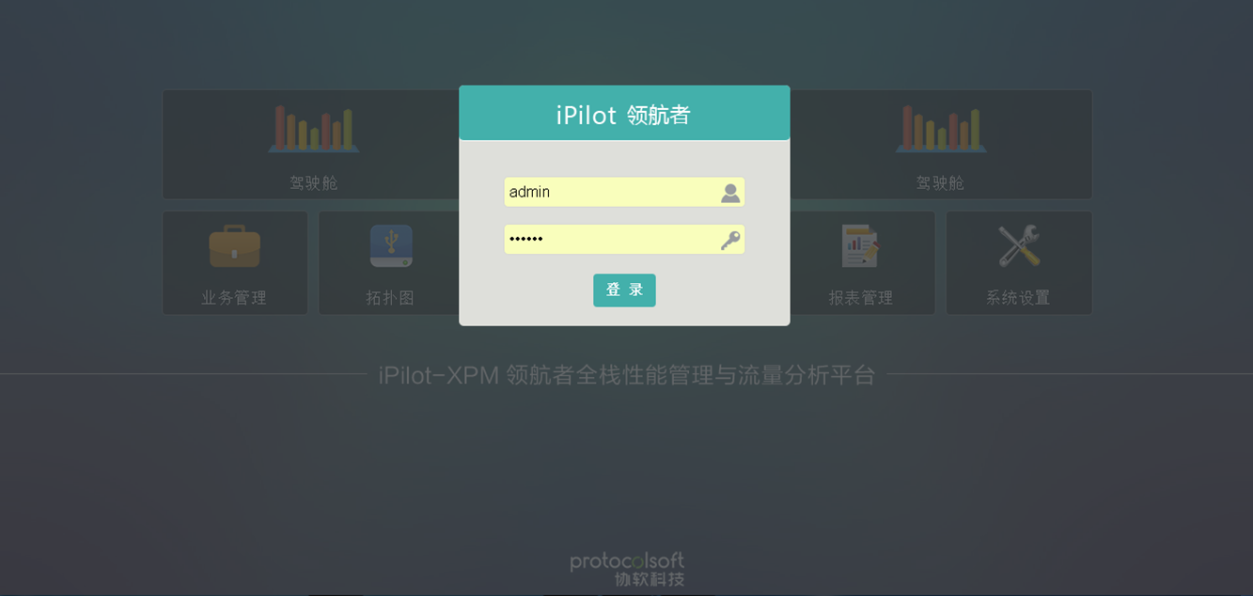 iPilot 领航者
驾驶舱
驾驶舱
admin
••••••
登 录
业务管理
拓扑图
报表管理
系统设置
iPilot-XPM 领航者全栈性能管理与流量分析平台
protocolsoft
协软科技